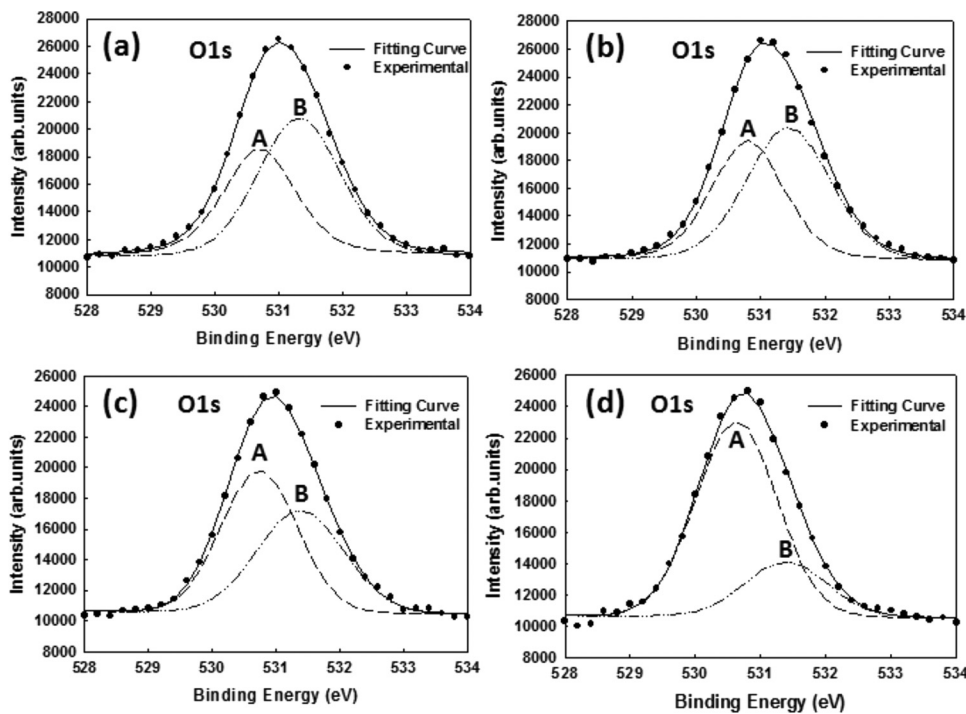 (a)
O1s
Fitting Curve
Experimental
A
B
Intensity (arb.units)
28000
26000
24000
22000
20000
18000
16000
14000
12000
10000
8000
528 529 530 531 532 533 534
Binding Energy (eV)
(b)
O1s
Fitting Curve
Experimental
A
B
Intensity (arb.units)
28000
26000
24000
22000
20000
18000
16000
14000
12000
10000
8000
528 529 530 531 532 533 534
Binding Energy (eV)
(c)
O1s
Fitting Curve
Experimental
A
B
Intensity (arb.units)
26000
24000
22000
20000
18000
16000
14000
12000
10000
8000
528 529 530 531 532 533 534
Binding Energy (eV)
(d)
O1s
Fitting Curve
Experimental
A
B
Intensity (arb.units)
26000
24000
22000
20000
18000
16000
14000
12000
10000
8000
528 529 530 531 532 533 534
Binding Energy (eV)